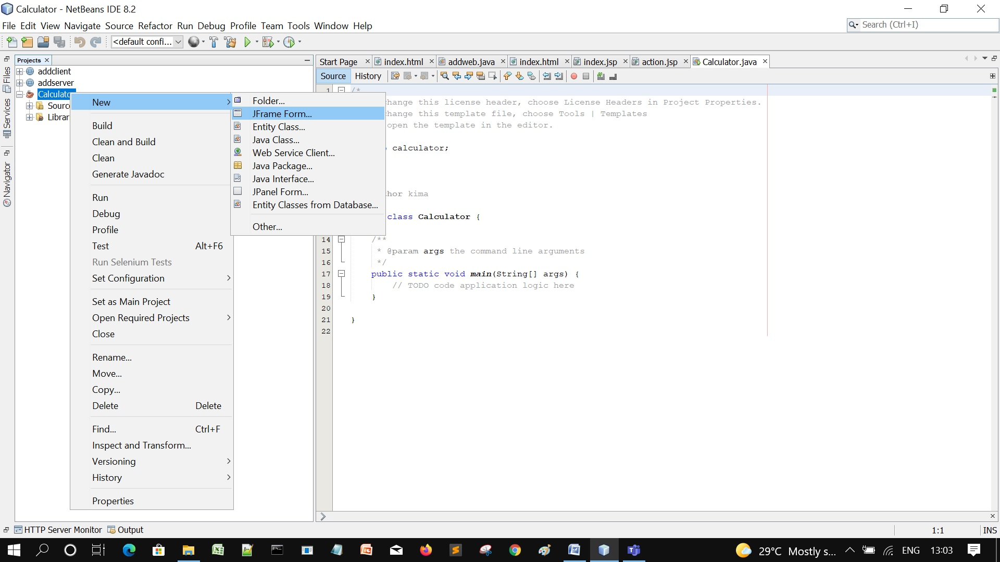 Calculator - NetBeans IDE 8.2
File Edit View Navigate Source Refactor Run Debug Profile Team Tools Window Help
Search (Ctrl+I)
<default confi...
Files
Services
Navigator
Projects
addclient
addserver
Calculato
Sourc
Librar
New
Build
Clean and Build
Clean
Generate Javadoc
Run
Debug
Profile
Test Alt+F6
Run Selenium Tests
Set Configuration
Set as Main Project
Open Required Projects
Close
Rename...
Move...
Copy...
Delete Delete
Find... Ctrl+F
Inspect and Transform...
Versioning
History
Properties
Folder...
JFrame Form...
Entity Class...
Java Class...
Web Service Client...
Java Package...
Java Interface...
JPanel Form...
Entity Classes from Database...
Other...
Start Page index.html addweb.java index.html index.jsp action.jsp Calculator.java
Source History
1 /*
hange this license header, choose License Headers in Project Properties.
hange this template file, choose Tools | Templates
open the template in the editor.
calculator;
hor kima
class Calculator {
14 /**
15 * @param args the command line arguments
16 */
17 public static void main(String[] args) {
18 // TODO code application logic here
19 }
20
21 }
22
HTTP Server Monitor Output
1:1 INS
29°C Mostly s... ENG 13:03